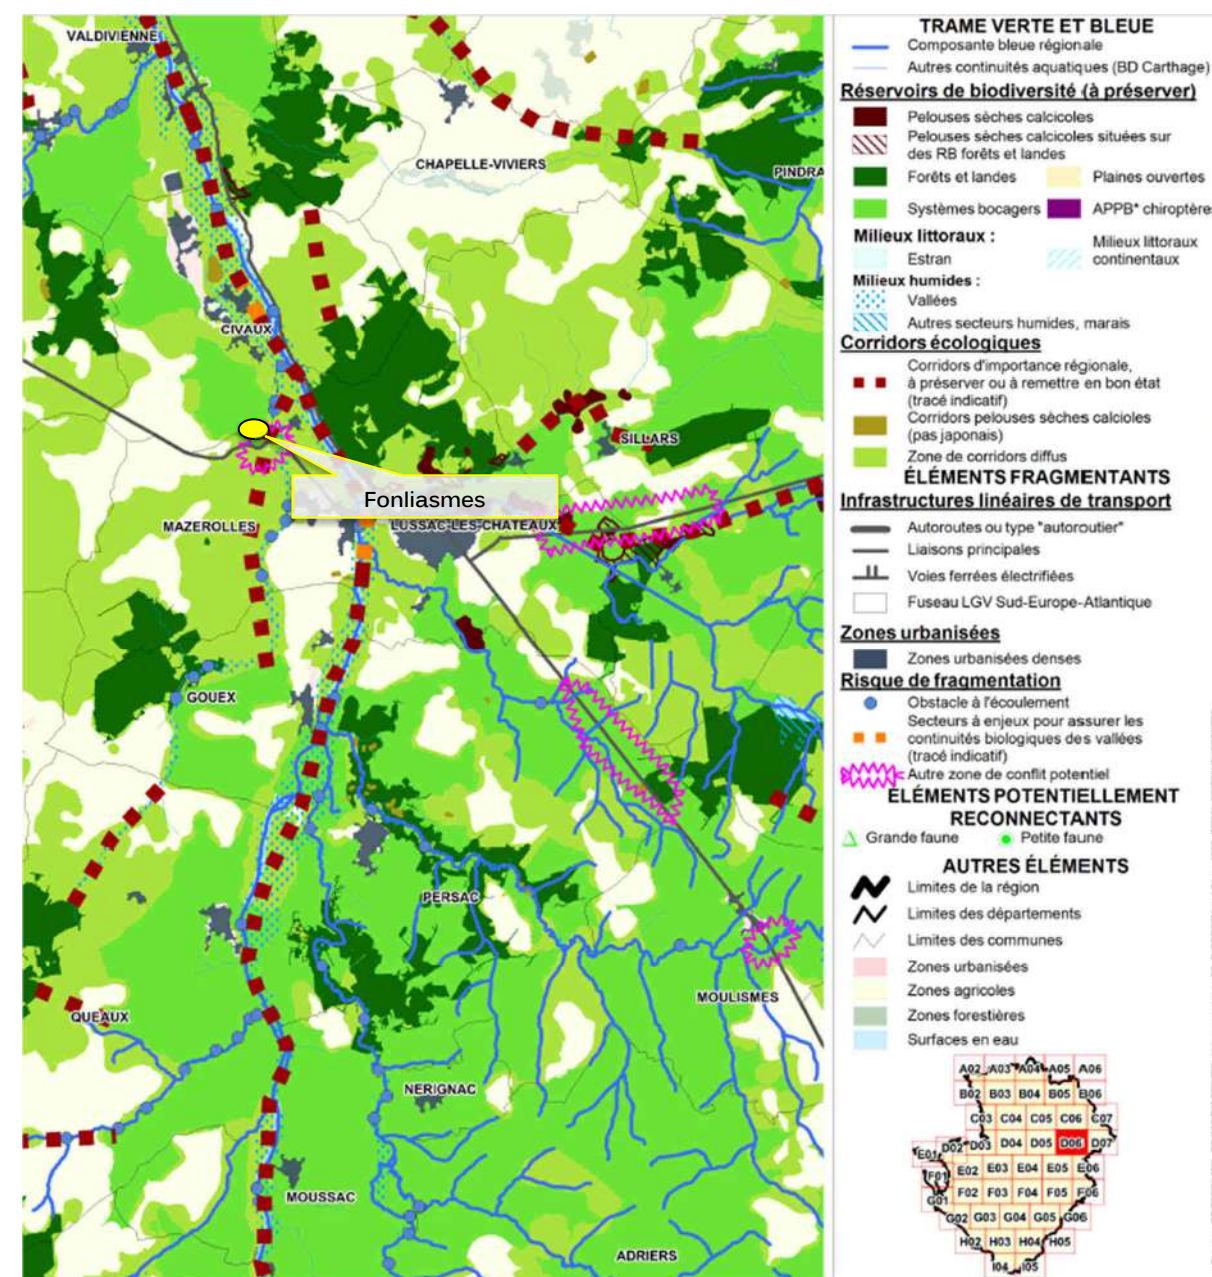 VALDIVIENNE
CHAPELLE-VIVIERS
PINDRA
CIVAUX
SILLARS
Fonliasmes
MAZEROLLES
LUSSAC-LES-CHATEAUX
GOUEX
PERSAC
QUEAUX
MOULISMES
NERIGNAC
MOUSSAC
ADRIERS
TRAME VERTE ET BLEUE
Composante bleue régionale
Autres continuités aquatiques (BD Carthage)
Réservoirs de biodiversité (à préserver)
Pelouses sèches calcicoles
Pelouses sèches calcicoles situées sur
des RB forêts et landes
Forêts et landes Plaines ouvertes
Systèmes bocagers APPB* chiroptères
Milieux littoraux :
Estran
Milieux littoraux
continentaux
Milieux humides :
Vallées
Autres secteurs humides, marais
Corridors écologiques
Corridors d'importance régionale,
à préserver ou à remettre en bon état
(tracé indicatif)
Corridors pelouses sèches calcioles
(pas japonais)
Zone de corridors diffus
ÉLÉMENTS FRAGMENTANTS
Infrastructures linéaires de transport
Autoroutes ou type "autoroutier"
Liaisons principales
Voies ferrées électrifiées
Fuseau LGV Sud-Europe-Atlantique
Zones urbanisées
Zones urbanisées denses
Risque de fragmentation
Obstacle à l'écoulement
Secteurs à enjeux pour assurer les
continuités biologiques des vallées
(tracé indicatif)
Autre zone de conflit potentiel
ÉLÉMENTS POTENTIELLEMENT
RECONNECTANTS
Grande faune Petite faune
AUTRES ÉLÉMENTS
Limites de la région
Limites des départements
Limites des communes
Zones urbanisées
Zones agricoles
Zones forestières
Surfaces en eau
A02 A03 A04 A05 A06
B02 B03 B04 B05 B06
C03 C04 C05 C06 C07
E01 D02 D03 D04 D05 D06 D07
F01 E02 E03 E04 E05 E06
G01 F02 F03 F04 F05 F06
G02 G03 G04 G05 G06
H02 H03 H04 H05
I04 I05